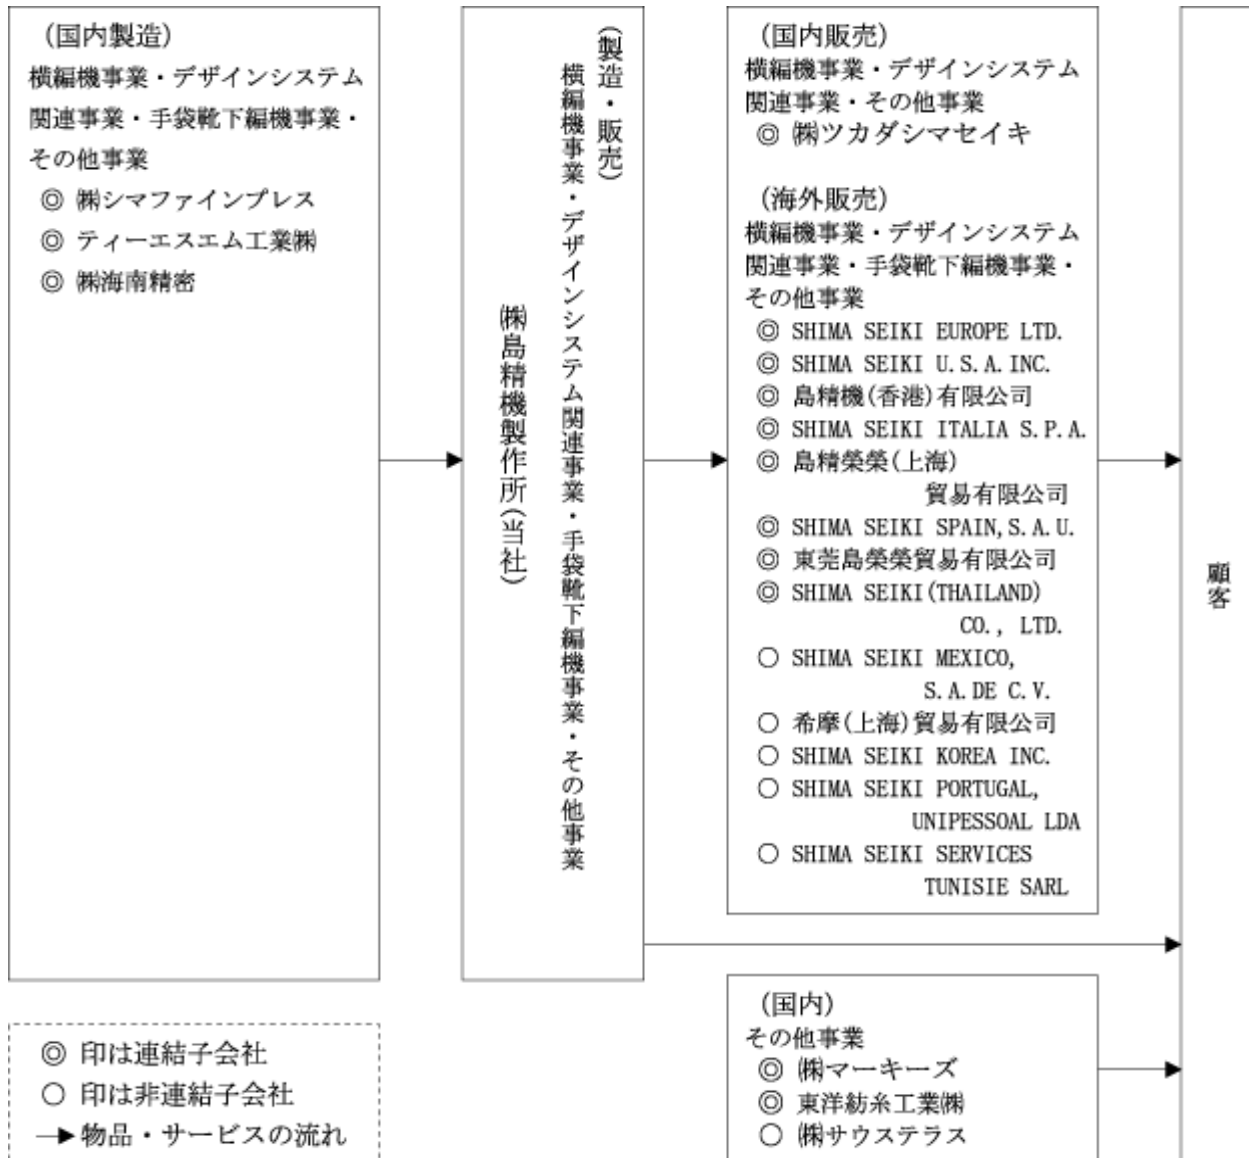 (国内製造)
横編機事業・デザインシステム
関連事業・手袋靴下編機事業・
その他事業
◎ ㈱シマファインプレス
◎ ティーエスエム工業㈱
◎ ㈱海南精密
(製造・販売)
横編機事業・デザインシステム関連事業・手袋靴下編機事業・その他事業
㈱島精機製作所(当社)
(国内販売)
横編機事業・デザインシステム
関連事業・その他事業
◎ ㈱ツカダシマセイキ
(海外販売)
横編機事業・デザインシステム
関連事業・手袋靴下編機事業・
その他事業
◎ SHIMA SEIKI EUROPE LTD.
◎ SHIMA SEIKI U.S.A.INC.
◎ 島精機(香港)有限公司
◎ SHIMA SEIKI ITALIA S.P.A.
◎ 島精榮榮(上海)
貿易有限公司
◎ SHIMA SEIKI SPAIN,S.A.U.
◎ 東莞島榮榮貿易有限公司
◎ SHIMA SEIKI(THAILAND)
CO., LTD.
○ SHIMA SEIKI MEXICO,
S.A.DE C.V.
○ 希摩(上海)貿易有限公司
○ SHIMA SEIKI KOREA INC.
○ SHIMA SEIKI PORTUGAL,
UNIPESSOAL LDA
○ SHIMA SEIKI SERVICES
TUNISIE SARL
(国内)
その他事業
◎ ㈱マーキーズ
◎ 東洋紡糸工業㈱
○ ㈱サウステラス
顧客
◎ 印は連結子会社
○ 印は非連結子会社
→ 物品・サービスの流れ